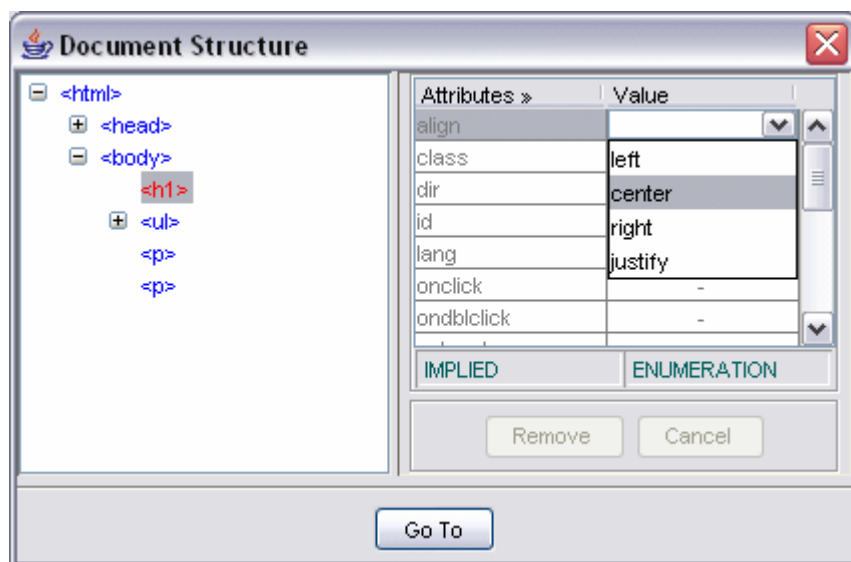 Document Structure
<html>
<head>
<body>
<h1>
<ul>
<p>
<p>
Attributes » Value
align
class
dir
id
lang
onclick -
ondblclick -
left
center
right
justify
IMPLIED ENUMERATION
Remove Cancel
Go To